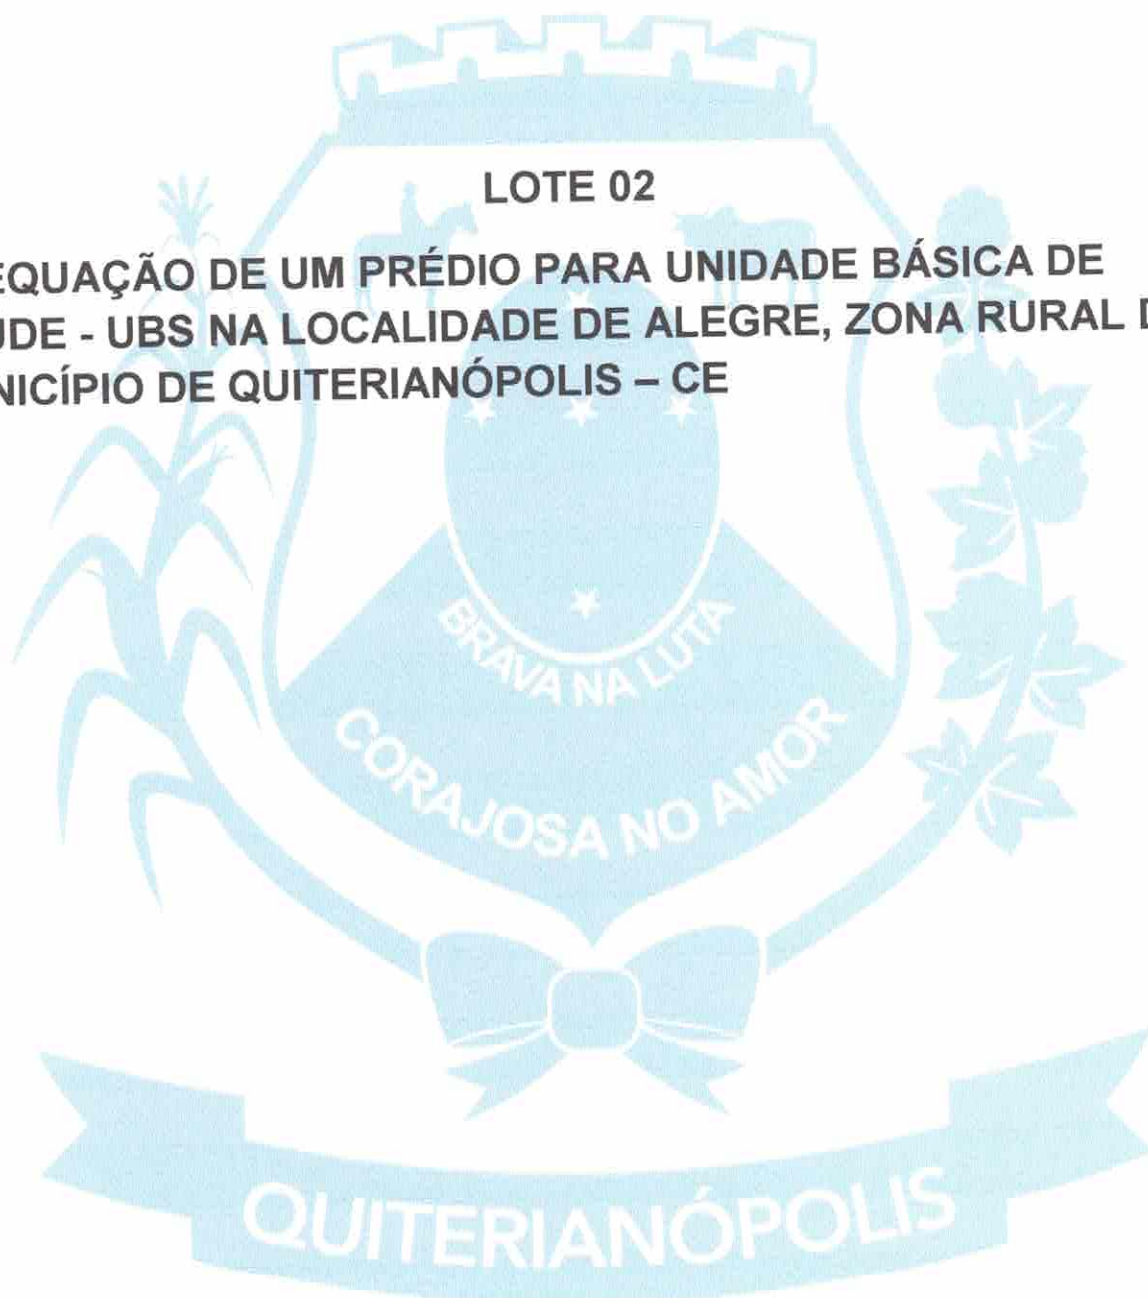 LOTE 02
EQUAÇÃO DE UM PRÉDIO PARA UNIDADE BÁSICA DE
ÚDE - UBS NA LOCALIDADE DE ALEGRE, ZONA RURAL D
NICÍPIO DE QUITERIANÓPOLIS – CE
BRAVA NA LUTA
CORAJOSA NO AMOR
QUITERIANÓPOLIS